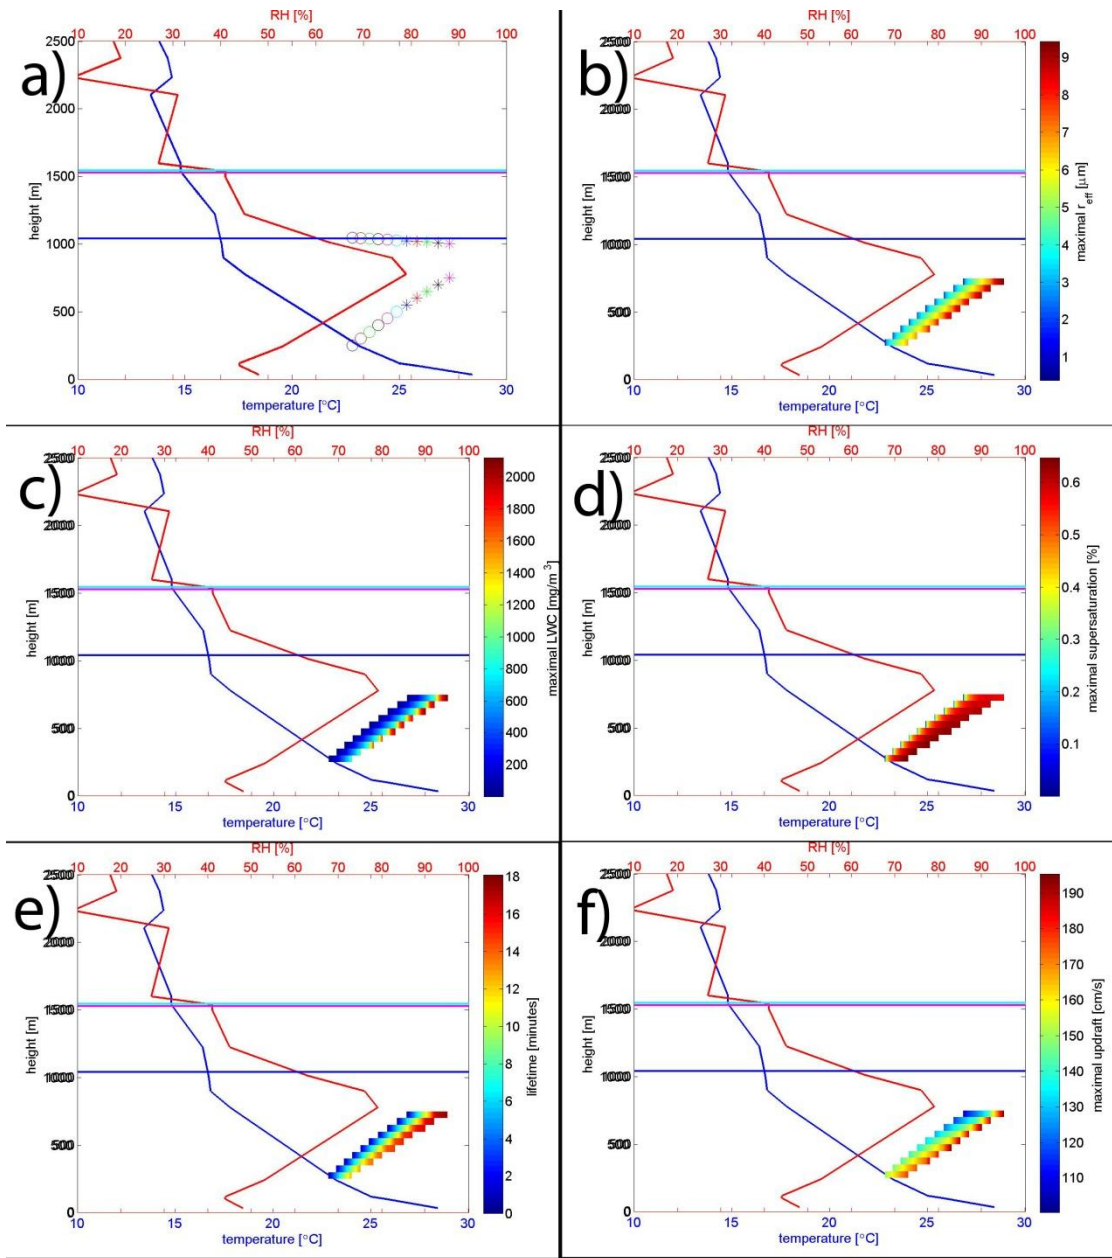 a)
RH [%]
10 20 30 40 50 60 70 80 90 100
2500
2000
1500
1000
500
0
height [m]
10 15 20 25 30
temperature [°C]
b)
RH [%]
10 20 30 40 50 60 70 80 90 100
2500
2000
1500
1000
500
0
height [m]
10 15 20 25 30
temperature [°C]
9
8
7
6
5
4
3
2
1
maximal r_eff [μm]
c)
RH [%]
10 20 30 40 50 60 70 80 90 100
2500
2000
1500
1000
500
0
height [m]
10 15 20 25 30
temperature [°C]
2000
1800
1600
1400
1200
1000
800
600
400
200
maximal LWC [mg/m³]
d)
RH [%]
10 20 30 40 50 60 70 80 90 100
2500
2000
1500
1000
500
0
height [m]
10 15 20 25 30
temperature [°C]
0.6
0.5
0.4
0.3
0.2
0.1
maximal supersaturation [%]
e)
RH [%]
10 20 30 40 50 60 70 80 90 100
2500
2000
1500
1000
500
0
height [m]
10 15 20 25 30
temperature [°C]
18
16
14
12
10
8
6
4
2
0
lifetime [minutes]
f)
RH [%]
10 20 30 40 50 60 70 80 90 100
2500
2000
1500
1000
500
0
height [m]
10 15 20 25 30
temperature [°C]
190
180
170
160
150
140
130
120
110
maximal updraft [cm/s]